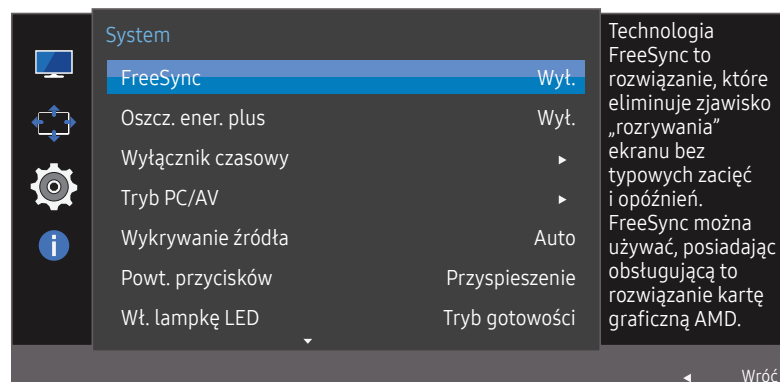 System
FreeSync Wył.
Oszcz. ener. plus Wył.
Wyłącznik czasowy
Tryb PC/AV
Wykrywanie źródła Auto
Powt. przycisków Przyspieszenie
Wł. lampkę LED Tryb gotowości
Technologia
FreeSync to
rozwiązanie, które
eliminuje zjawisko
„rozrywania”
ekranu bez
typowych zacięć
i opóźnień.
FreeSync można
używać, posiadając
obsługującą to
rozwiązanie kartę
graficzną AMD.
Wróć